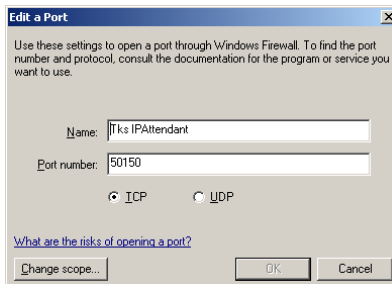 Edit a Port
Use these settings to open a port through Windows Firewall. To find the port
number and protocol, consult the documentation for the program or service you
want to use.
Name: Tks IPAttendant
Port number: 50150
TCP UDP
What are the risks of opening a port?
Change scope... OK Cancel